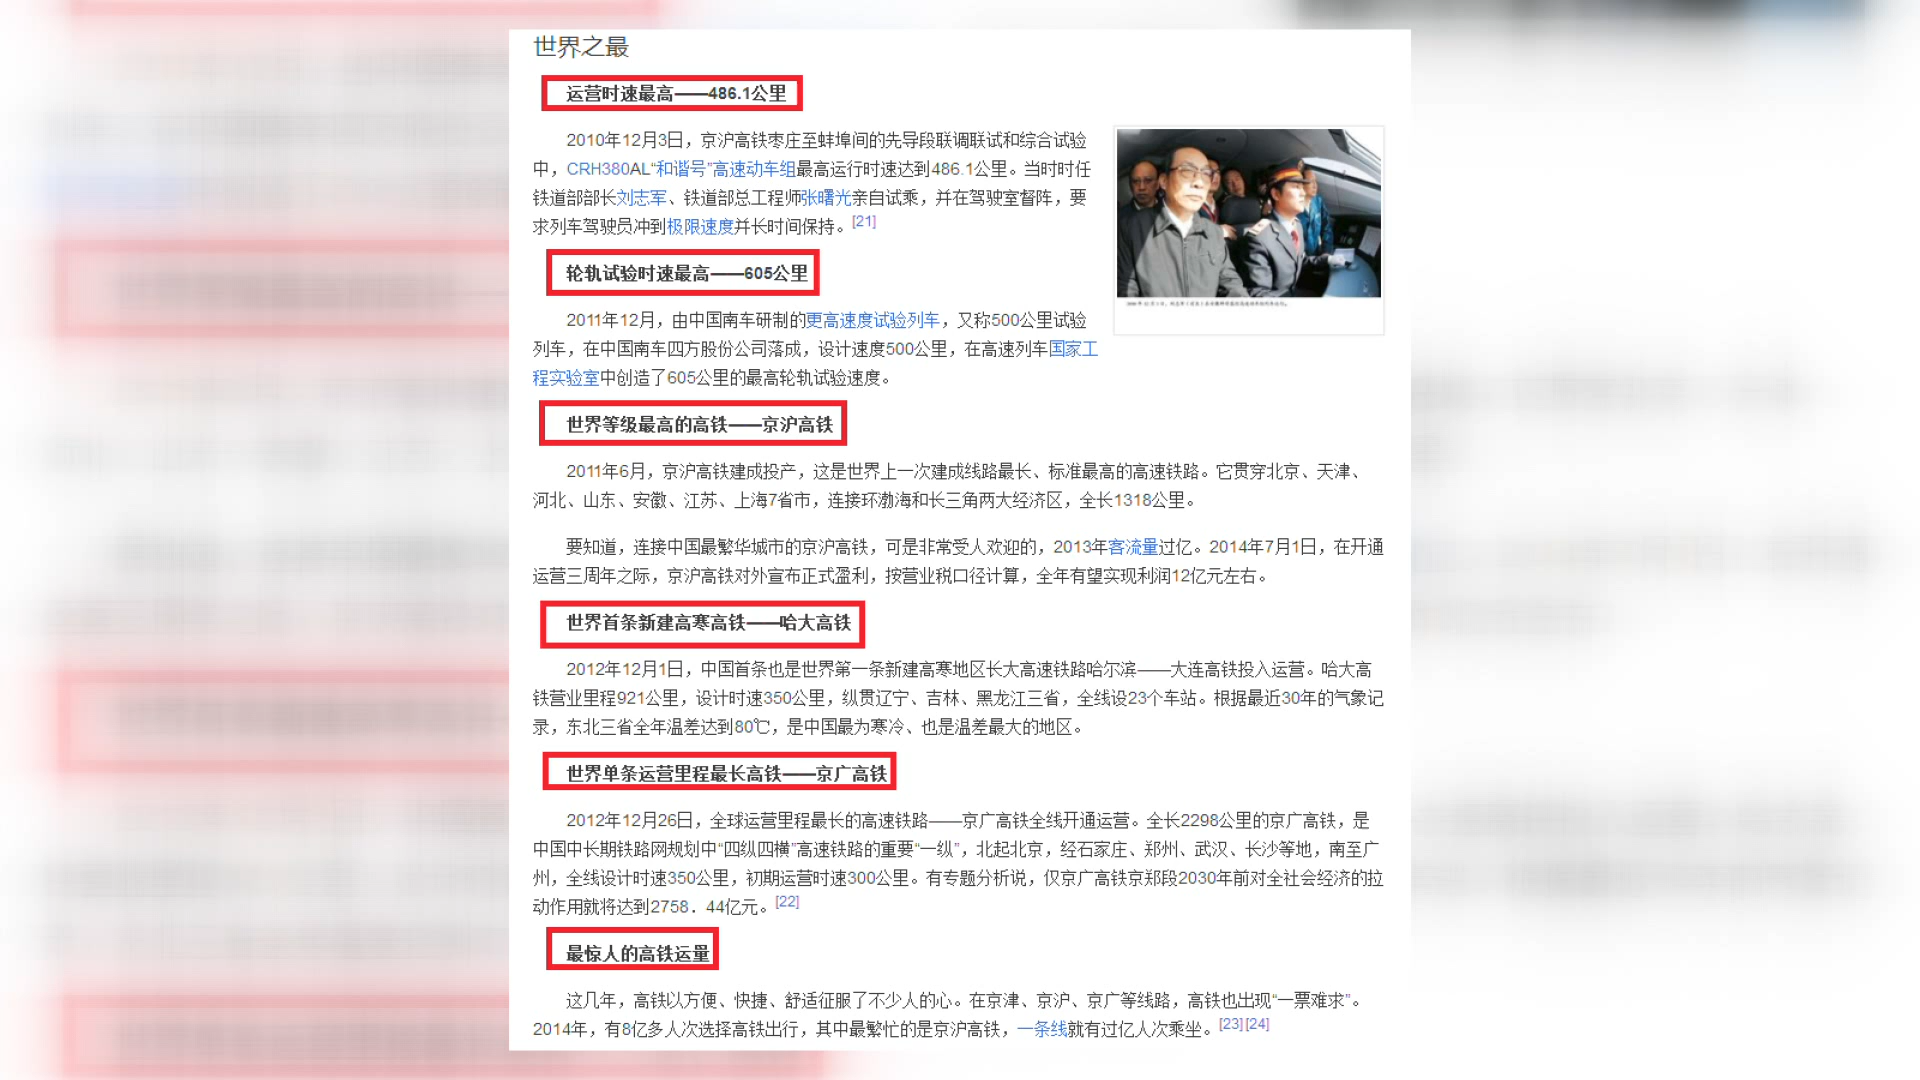 世界之最
运营时速最高——486.1公里
2010年12月3日，京沪高铁枣庄至蚌埠间的先导段联调联试和综合试验
中，CRH380AL“和谐号”高速动车组最高运行时速达到486.1公里。当时时任
铁道部部长刘志军、铁道部总工程师张曙光亲自试乘，并在驾驶室督阵，要
求列车驾驶员冲到极限速度并长时间保持。[21]
轮轨试验时速最高——605公里
2011年12月，由中国南车研制的更高速度试验列车，又称500公里试验
列车，在中国南车四方股份公司落成，设计速度500公里，在高速列车国家工
程实验室中创造了605公里的最高轮轨试验速度。
世界等级最高的高铁——京沪高铁
2011年6月，京沪高铁建成投产，这是世界上一次建成线路最长、标准最高的高速铁路。它贯穿北京、天津、
河北、山东、安徽、江苏、上海7省市，连接环渤海和长三角两大经济区，全长1318公里。
要知道，连接中国最繁华城市的京沪高铁，可是非常受人欢迎的，2013年客流量过亿。2014年7月1日，在开通
运营三周年之际，京沪高铁对外宣布正式盈利，按营业税口径计算，全年有望实现利润12亿元左右。
世界首条新建高寒高铁——哈大高铁
2012年12月1日，中国首条也是世界第一条新建高寒地区长大高速铁路哈尔滨——大连高铁投入运营。哈大高
铁营业里程921公里，设计时速350公里，纵贯辽宁、吉林、黑龙江三省，全线设23个车站。根据最近30年的气象记
录，东北三省全年温差达到80℃，是中国最为寒冷、也是温差最大的地区。
世界单条运营里程最长高铁——京广高铁
2012年12月26日，全球运营里程最长的高速铁路——京广高铁全线开通运营。全长2298公里的京广高铁，是
中国中长期铁路网规划中“四纵四横”高速铁路的重要“一纵”，北起北京，经石家庄、郑州、武汉、长沙等地，南至广
州，全线设计时速350公里，初期运营时速300公里。有专题分析说，仅京广高铁京郑段2030年前对全社会经济的拉
动作用就将达到2758．44亿元。[22]
最惊人的高铁运量
这几年，高铁以方便、快捷、舒适征服了不少人的心。在京津、京沪、京广等线路，高铁也出现“一票难求”。
2014年，有8亿多人次选择高铁出行，其中最繁忙的是京沪高铁，一条线就有过亿人次乘坐。[23][24]